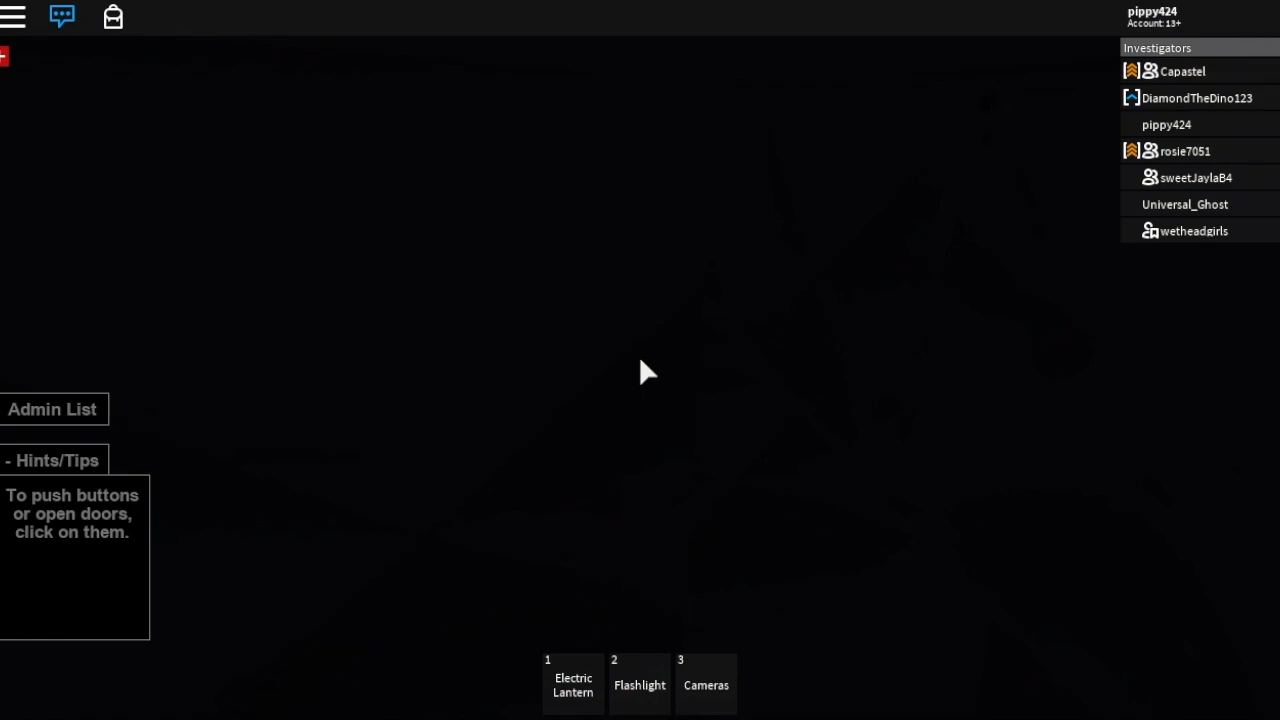 pippy424
Account: 13+
Investigators
Capastel
DiamondTheDino123
pippy424
rosie7051
sweetJaylaB4
Universal_Ghost
wetheadgirls
Admin List
- Hints/Tips
To push buttons
or open doors,
click on them.
1
Electric
Lantern
2
Flashlight
3
Cameras